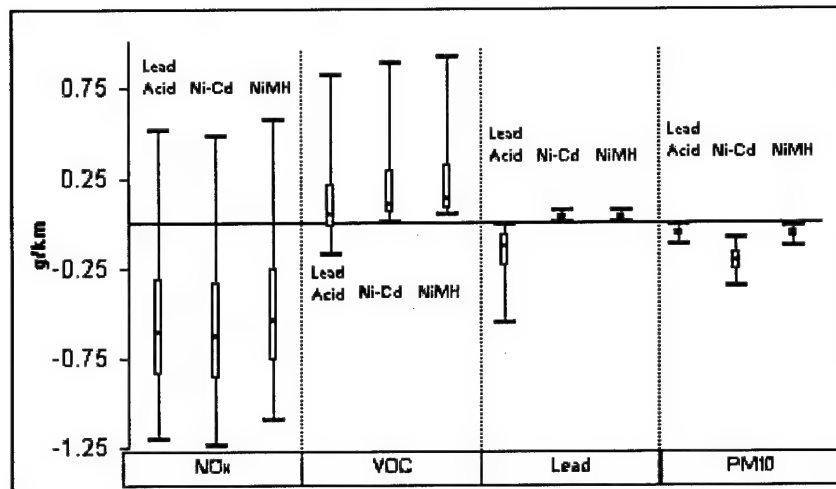 Lead
Acid Ni-Cd NiMH
0.75
Lead
Acid Ni-Cd NiMH
Lead
Acid Ni-Cd NiMH
0.25
g/km
-0.25
Lead
Acid Ni-Cd NiMH
-0.75
-1.25
NOx VOC Lead PM10